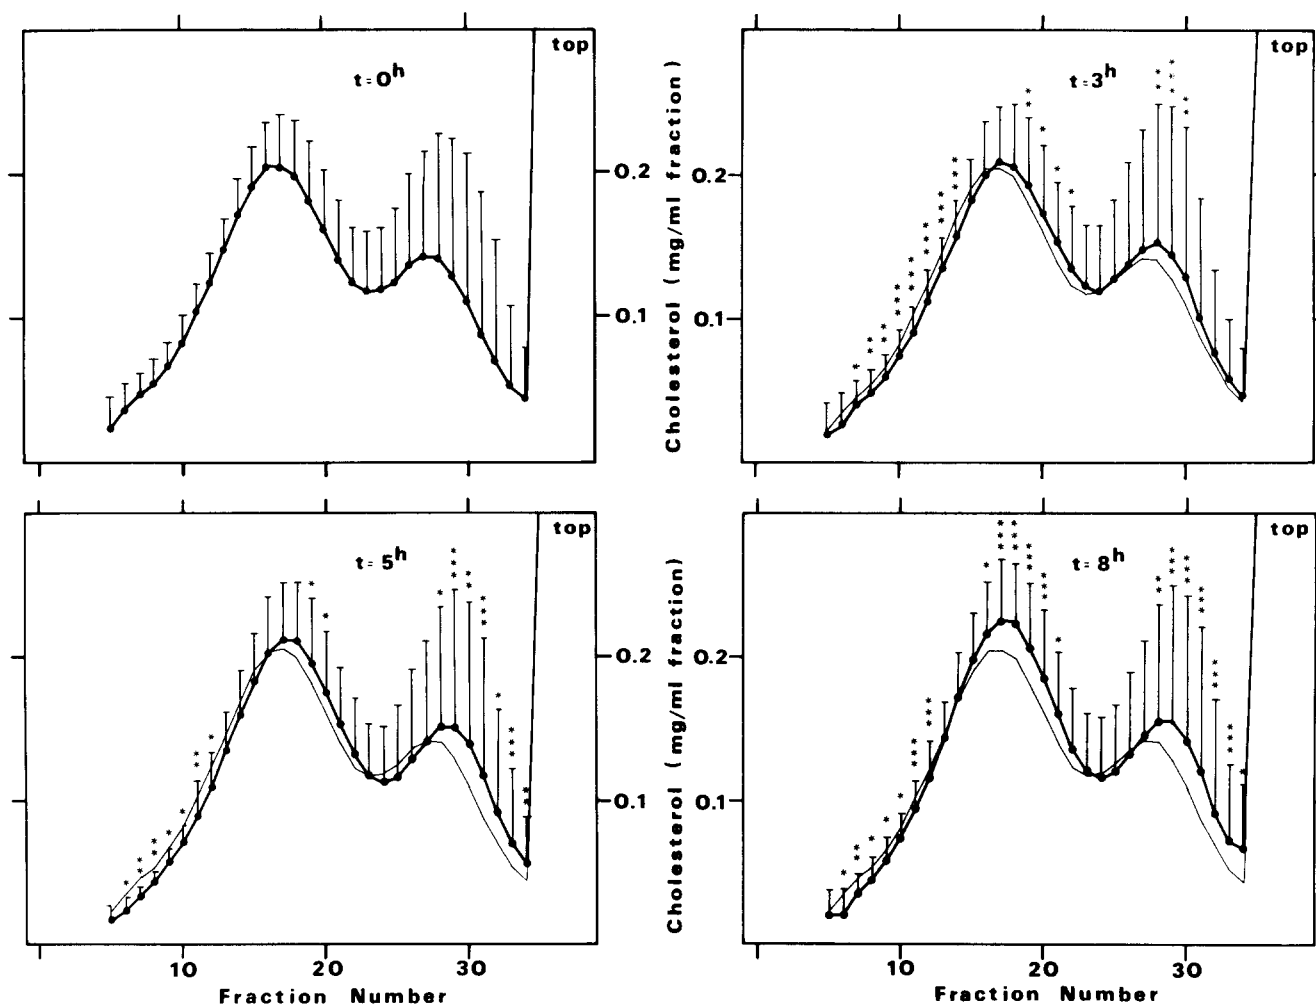 top
t=0h
0.2
0.1
Cholesterol (mg/ml fraction)
top
t=3h
0.2
0.1
top
t=5h
0.2
0.1
10
20
30
Fraction Number
Cholesterol (mg/ml fraction)
top
t=8h
0.2
0.1
10
20
30
Fraction Number